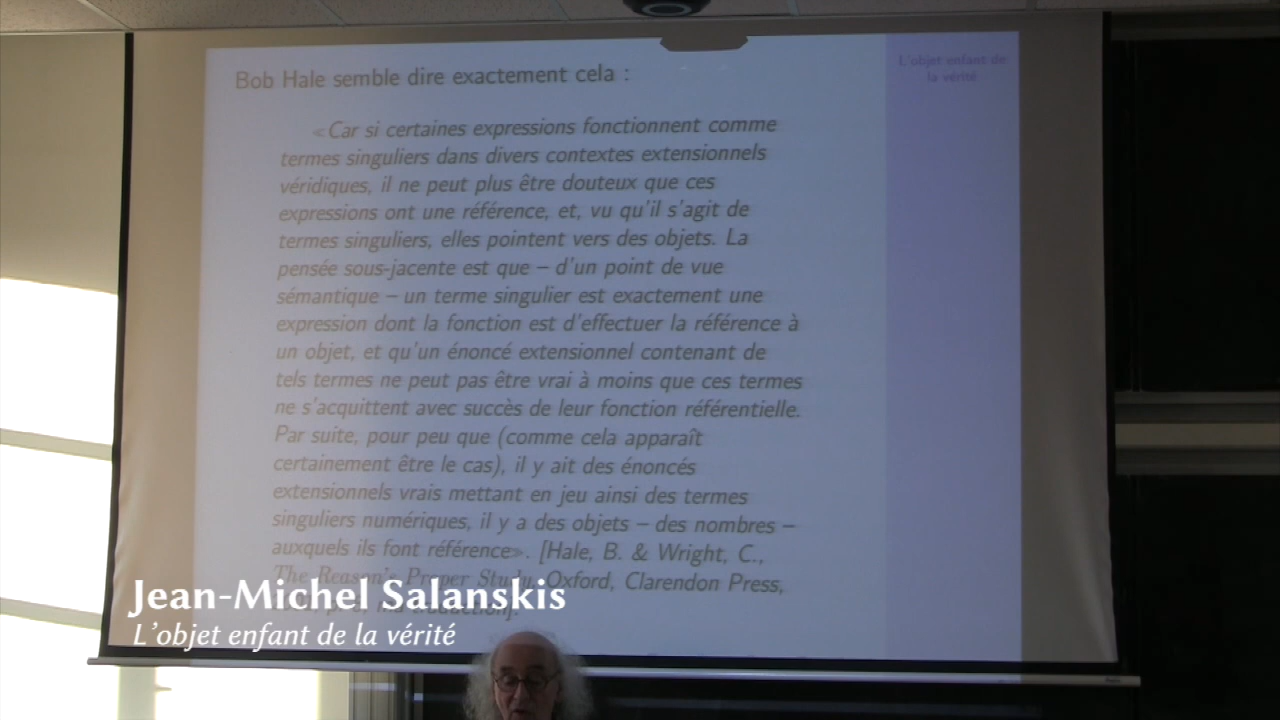 Bob Hale semble dire exactement cela :
L'objet enfant de
la vérité
«Car si certaines expressions fonctionnent comme
termes singuliers dans divers contextes extensionnels
véridiques, il ne peut plus être douteux que ces
expressions ont une référence, et, vu qu'il s'agit de
termes singuliers, elles pointent vers des objets. La
pensée sous-jacente est que – d'un point de vue
sémantique – un terme singulier est exactement une
expression dont la fonction est d'effectuer la référence à
un objet, et qu'un énoncé extensionnel contenant de
tels termes ne peut pas être vrai à moins que ces termes
ne s'acquittent avec succès de leur fonction référentielle.
Par suite, pour peu que (comme cela apparaît
certainement être le cas), il y ait des énoncés
extensionnels vrais mettant en jeu ainsi des termes
singuliers numériques, il y a des objets – des nombres –
auxquels ils font référence». [Hale, B. & Wright, C.,
The Reason's Proper Study, Oxford, Clarendon Press,
ma traduction].
Jean-Michel Salanskis
L'objet enfant de la vérité